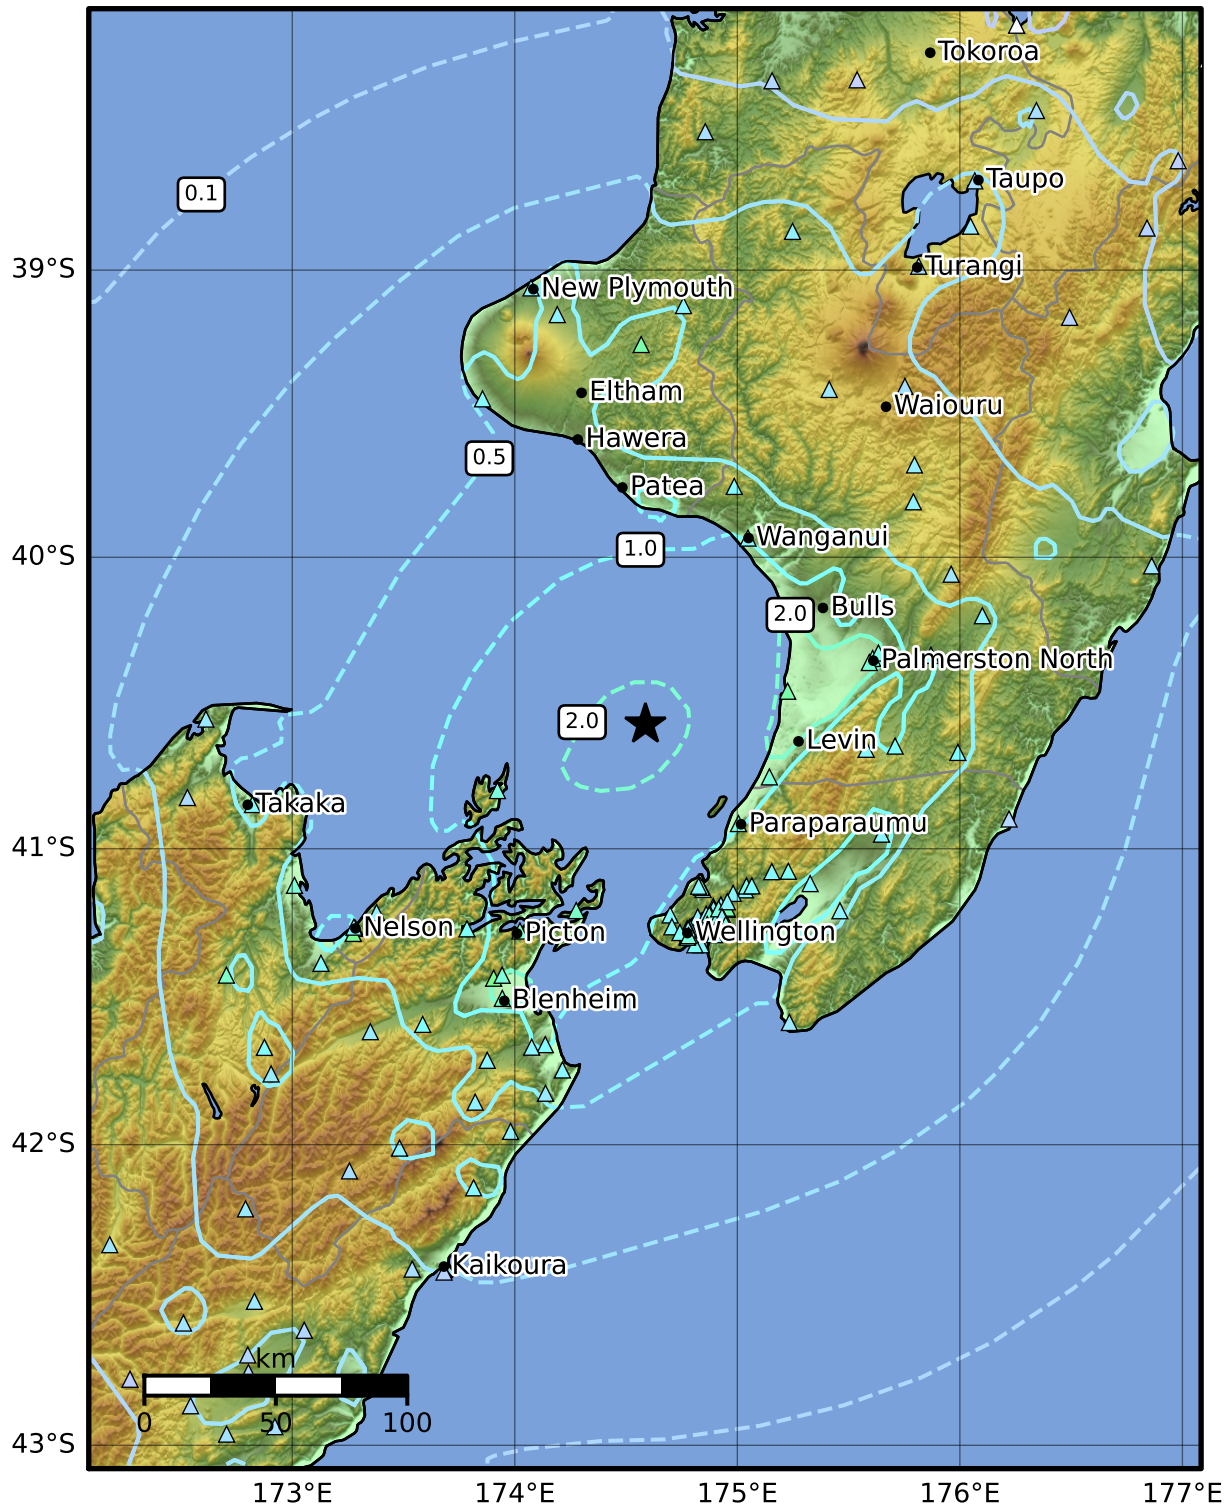 Tokoroa
0.1
Taupo
Turangi
39°S
New Plymouth
Eltham
Waiouru
Hawera
0.5
Patea
Wanganui
1.0
40°S
Bulls
2.0
Palmerston North
2.0
Levin
Takaka
Paraparaumu
41°S
Nelson
Picton
Wellington
Blenheim
42°S
Kaikoura
km
0 50 100
43°S
173°E 174°E 175°E 176°E 177°E